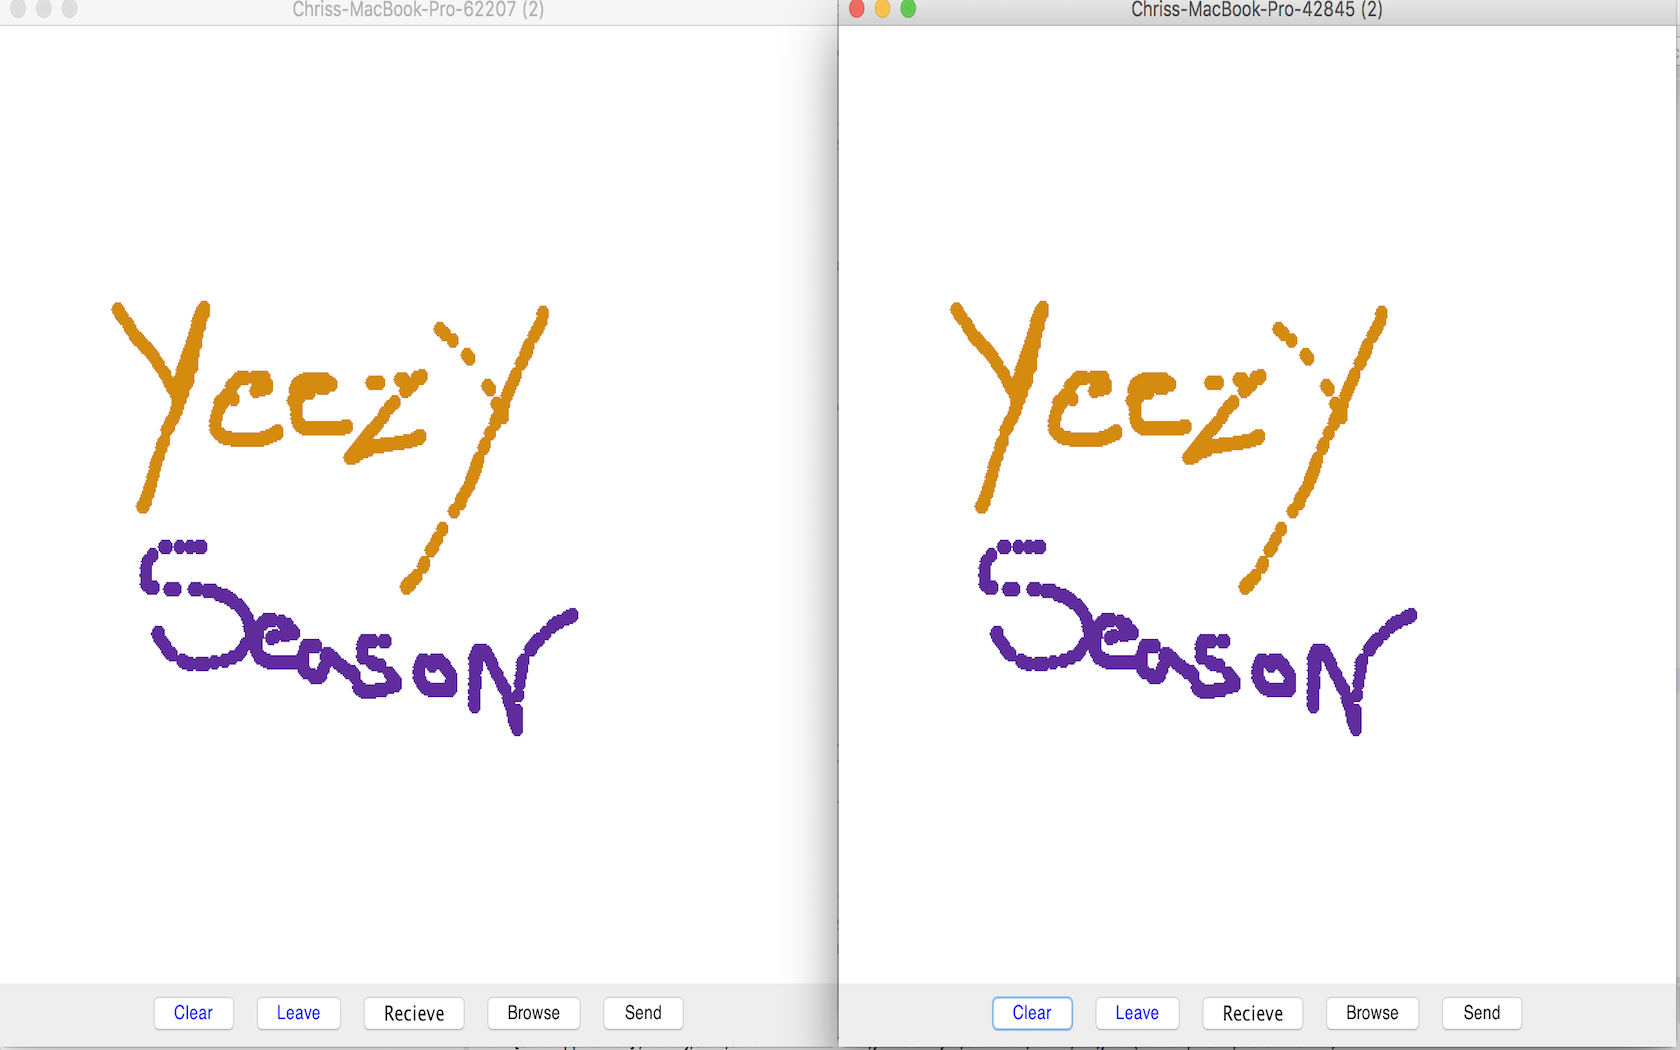 Chriss-MacBook-Pro-62207 (2)
Yeezy
Season
Clear Leave Recieve Browse Send
Chriss-MacBook-Pro-42845 (2)
Yeezy
Season
Clear Leave Recieve Browse Send